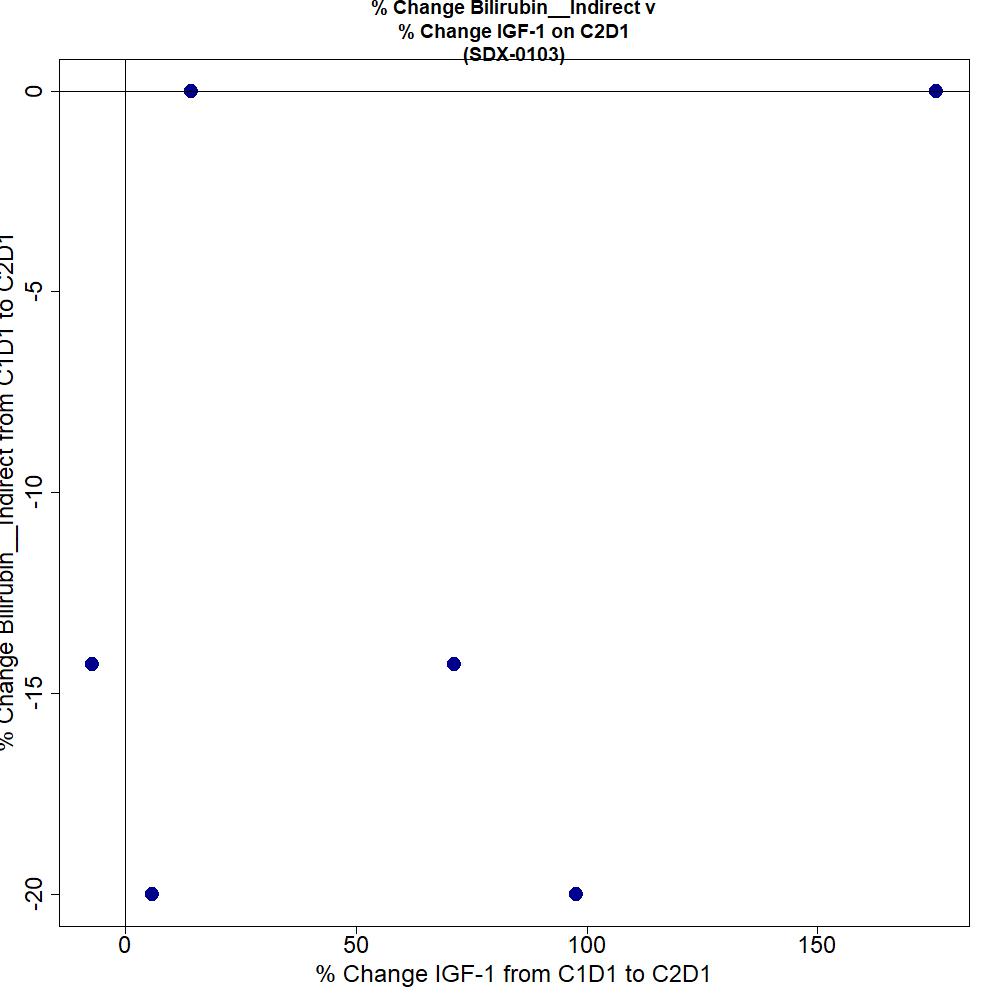 % Change Bilirubin__Indirect v
% Change IGF-1 on C2D1
(SDX-0103)
% Change Bilirubin__Indirect from C1D1 to C2D1
0
-5
-10
-15
-20
0
50
100
150
% Change IGF-1 from C1D1 to C2D1